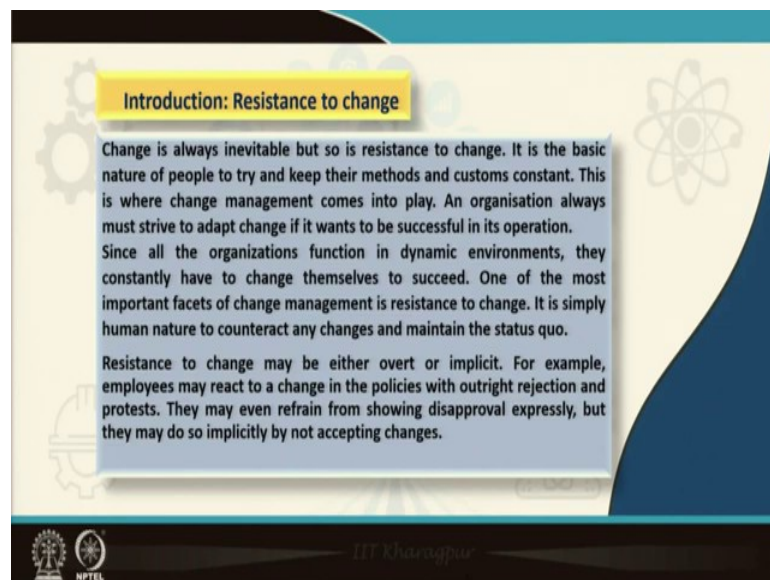 Introduction: Resistance to change
Change is always inevitable but so is resistance to change. It is the basic
nature of people to try and keep their methods and customs constant. This
is where change management comes into play. An organisation always
must strive to adapt change if it wants to be successful in its operation.
Since all the organizations function in dynamic environments, they
constantly have to change themselves to succeed. One of the most
important facets of change management is resistance to change. It is simply
human nature to counteract any changes and maintain the status quo.
Resistance to change may be either overt or implicit. For example,
employees may react to a change in the policies with outright rejection and
protests. They may even refrain from showing disapproval expressly, but
they may do so implicitly by not accepting changes.
IIT Kharagpur
NPTEL